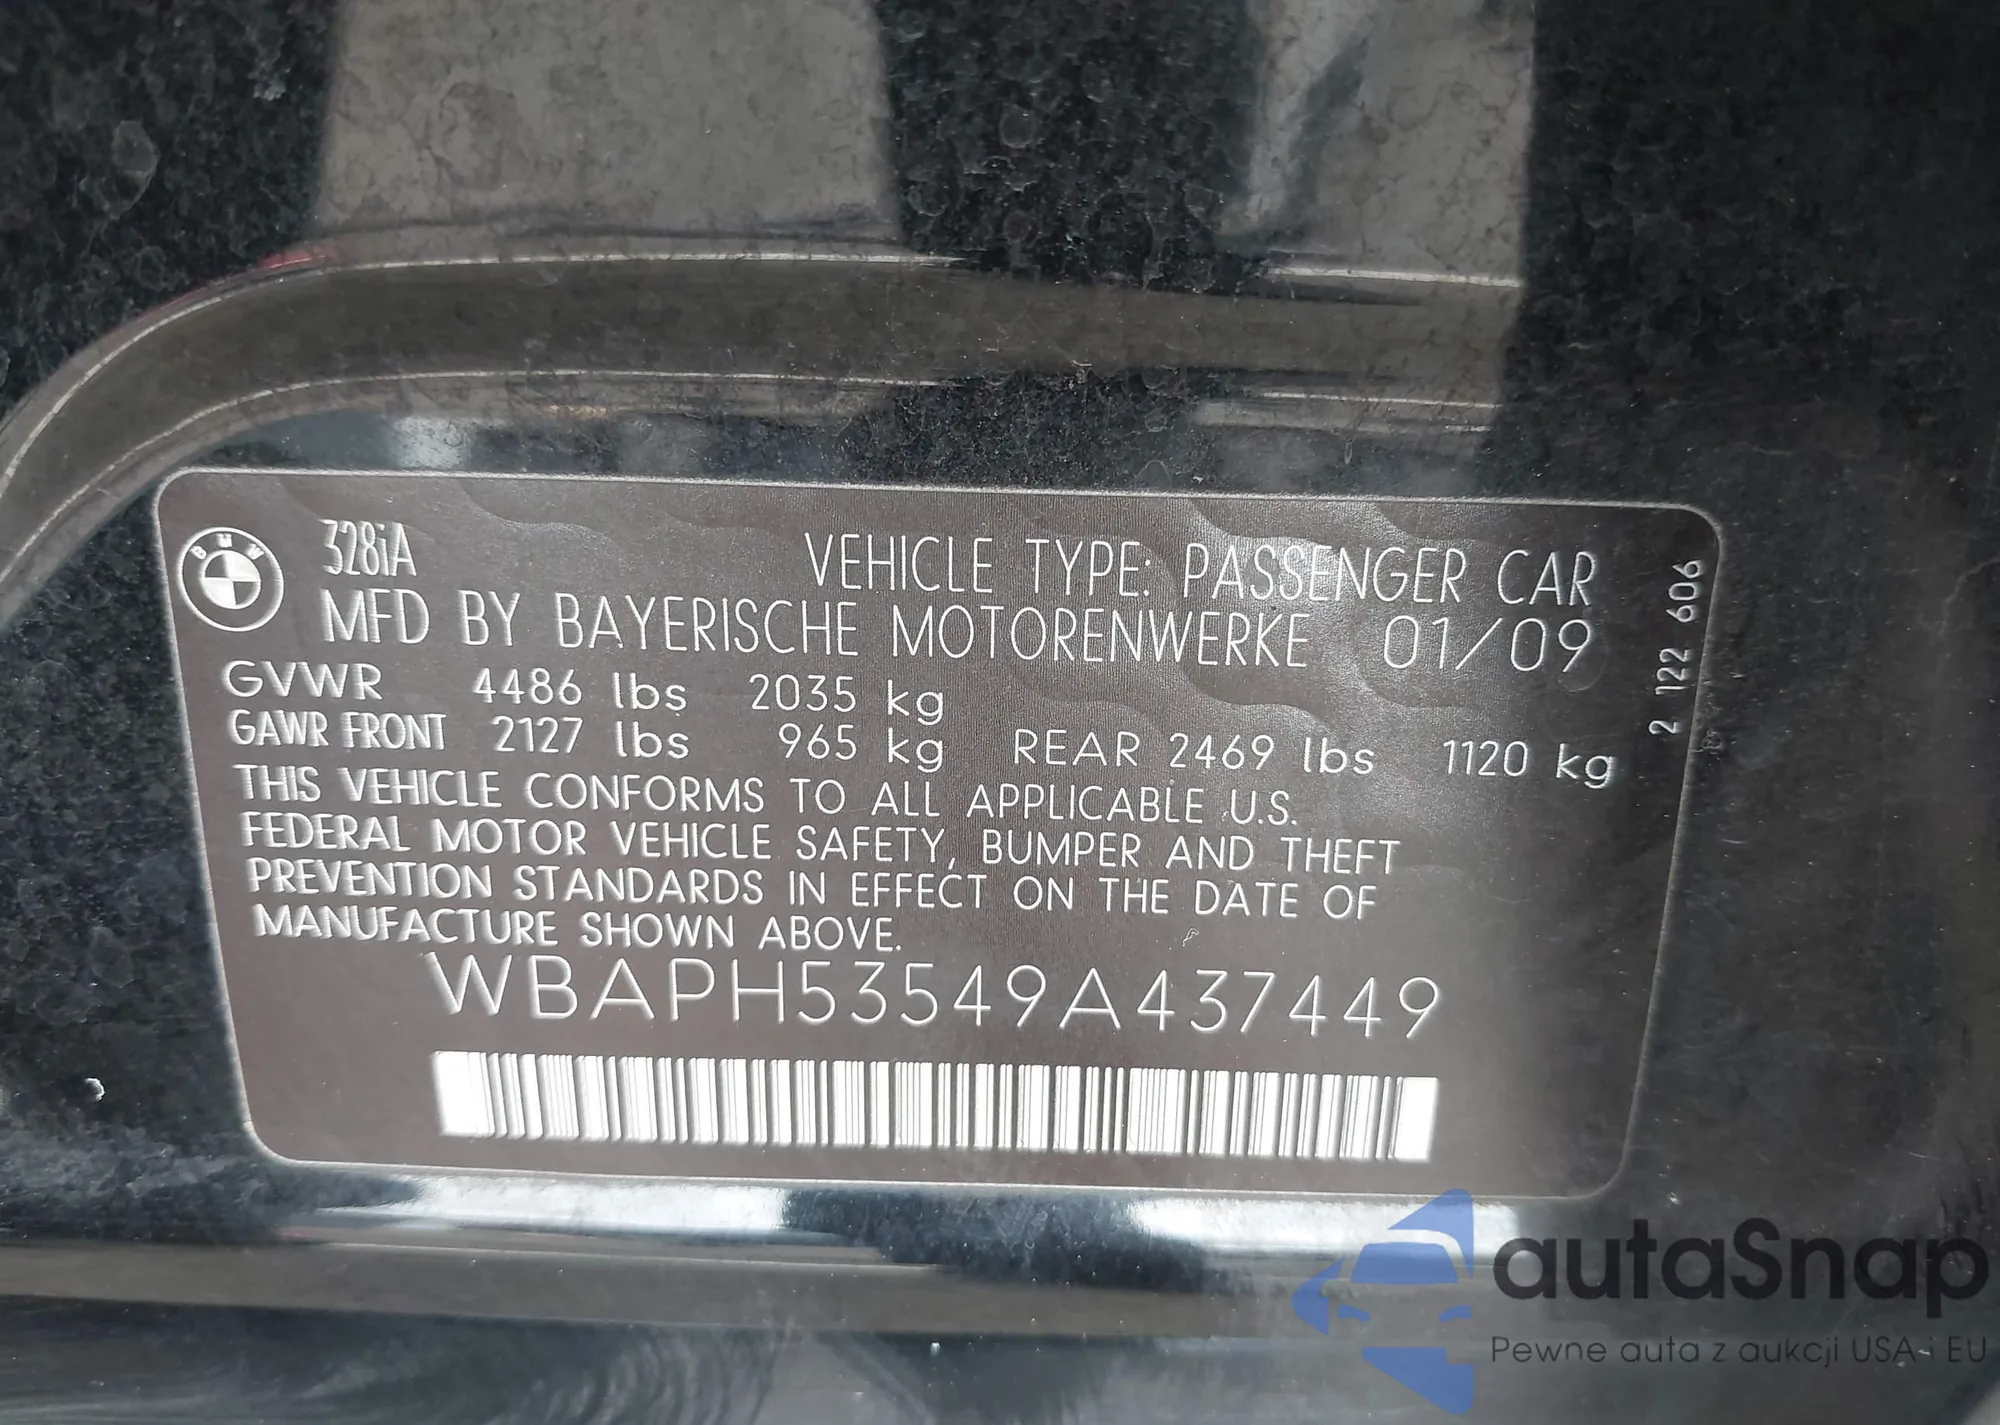 BMW
328iA
VEHICLE TYPE: PASSENGER CAR
MFD BY BAYERISCHE MOTORENWERKE 01/09
GVWR 4486 lbs 2035 kg
GAWR FRONT 2127 lbs 965 kg REAR 2469 lbs 1120 kg
THIS VEHICLE CONFORMS TO ALL APPLICABLE U.S.
FEDERAL MOTOR VEHICLE SAFETY, BUMPER AND THEFT
PREVENTION STANDARDS IN EFFECT ON THE DATE OF
MANUFACTURE SHOWN ABOVE.
WBAPH53549A437449
2 122 606
autaSnap
Pewne auta z aukcji USA i EU